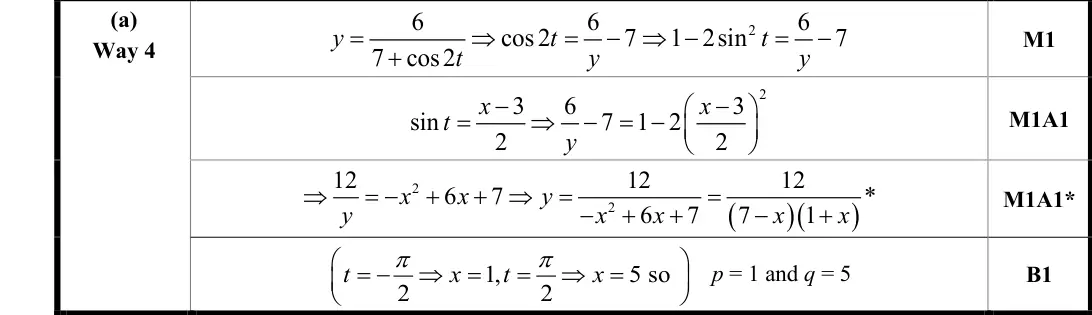 (a)
Way 4
y = 6/(7 + cos 2t) ⇒ cos 2t = 6/y − 7 ⇒ 1 − 2sin² t = 6/y − 7
M1
sin t = (x − 3)/2 ⇒ 6/y − 7 = 1 − 2((x − 3)/2)²
M1A1
⇒ 12/y = −x² + 6x + 7 ⇒ y = 12/(−x² + 6x + 7) = 12/((7 − x)(1 + x)) *
M1A1*
(t = −π/2 ⇒ x = 1, t = π/2 ⇒ x = 5 so) p = 1 and q = 5
B1